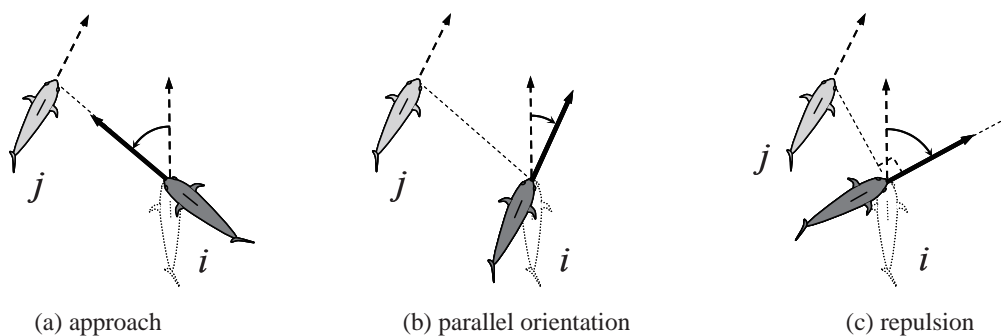 j
i
(a) approach
j
i
(b) parallel orientation
j
i
(c) repulsion